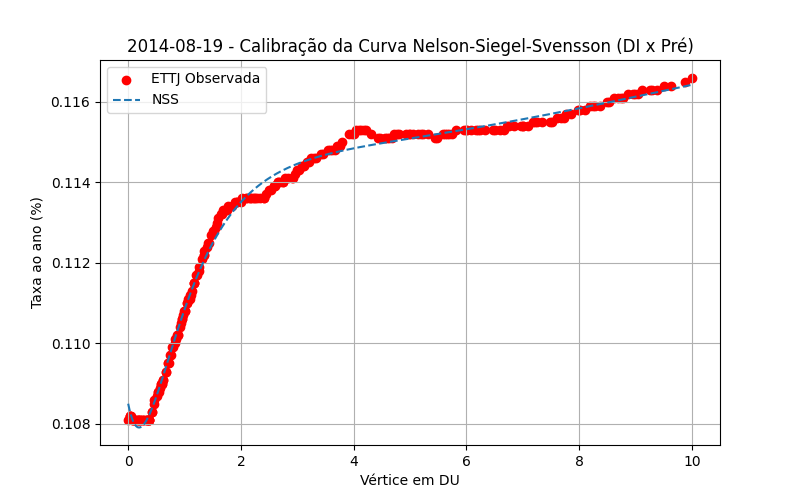 2014-08-19 - Calibração da Curva Nelson-Siegel-Svensson (DI x Pré)
ETTJ Observada
NSS
Taxa ao ano (%)
0.116
0.114
0.112
0.110
0.108
0 2 4 6 8 10
Vértice em DU